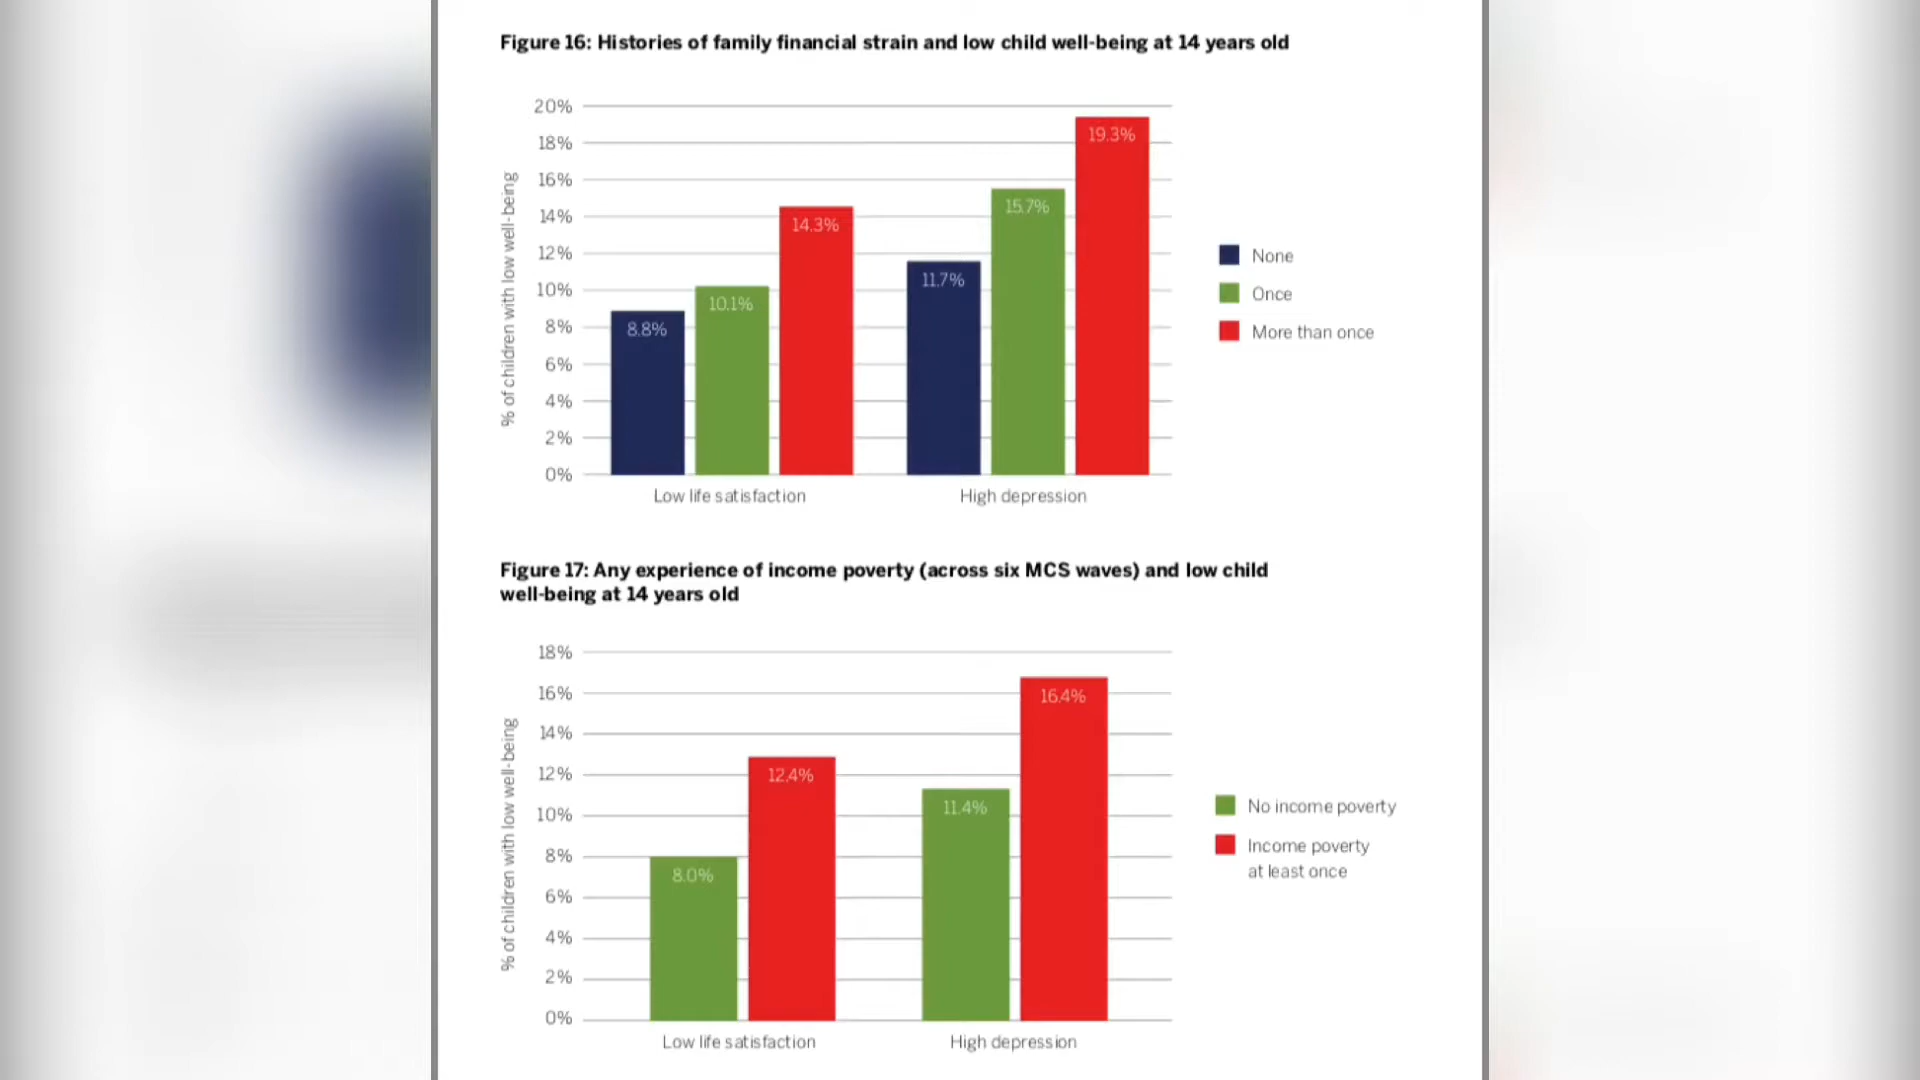 Figure 16: Histories of family financial strain and low child well-being at 14 years old
% of children with low well-being
20%
18%
16%
14%
12%
10%
8%
6%
4%
2%
0%
8.8%
10.1%
14.3%
11.7%
15.7%
19.3%
Low life satisfaction
High depression
None
Once
More than once
Figure 17: Any experience of income poverty (across six MCS waves) and low child
well-being at 14 years old
% of children with low well-being
18%
16%
14%
12%
10%
8%
6%
4%
2%
0%
8.0%
12.4%
11.4%
16.4%
Low life satisfaction
High depression
No income poverty
Income poverty
at least once